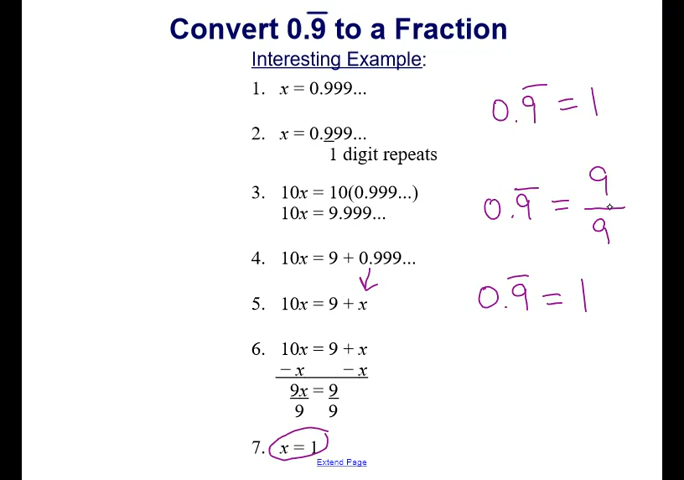 Convert 0.9̅ to a Fraction
Interesting Example:
1. x = 0.999...
2. x = 0.999...
1 digit repeats
3. 10x = 10(0.999...)
10x = 9.999...
4. 10x = 9 + 0.999...
5. 10x = 9 + x
6. 10x = 9 + x
− x − x
9x = 9
9 9
7. x = 1
Extend Page
0.9̅ = 1
0.9̅ = 9/9
0.9̅ = 1